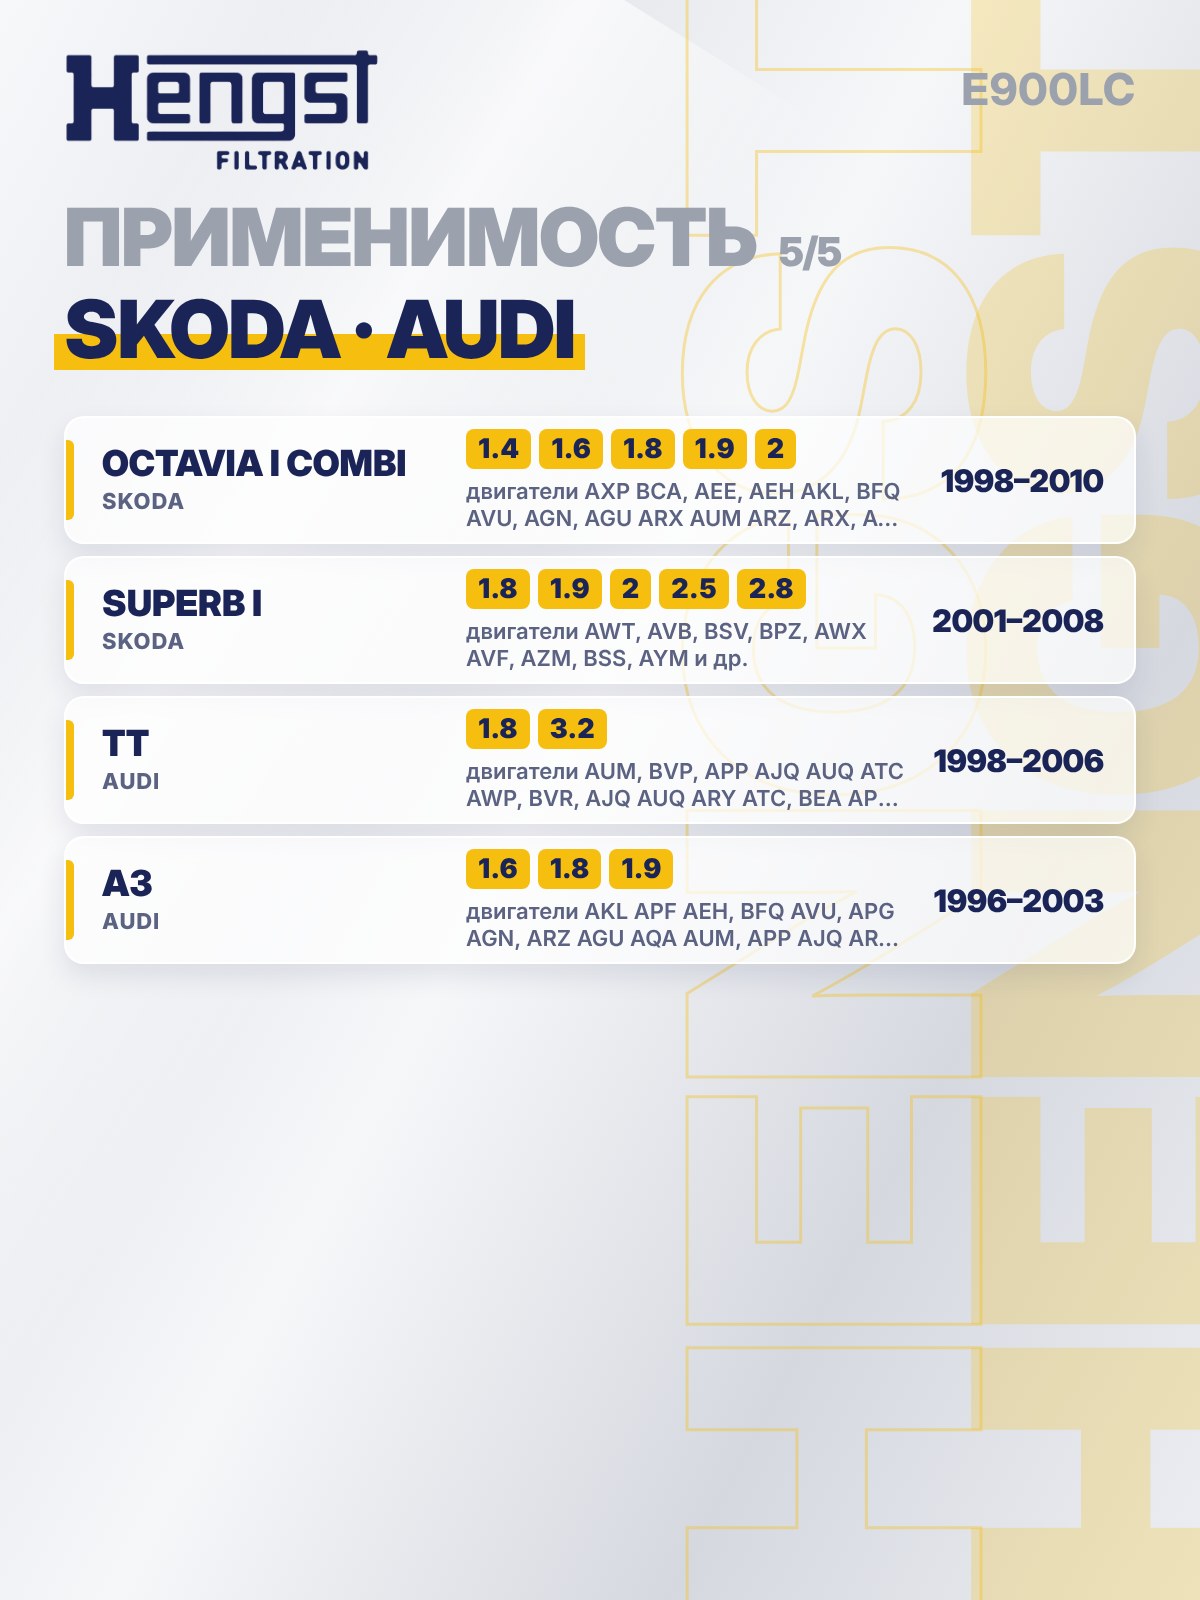 Hengst
FILTRATION
E900LC
ПРИМЕНИМОСТЬ 5/5
SKODA · AUDI
OCTAVIA I COMBI
SKODA
1.4 1.6 1.8 1.9 2
двигатели AXP BCA, AEE, AEH AKL, BFQ
AVU, AGN, AGU ARX AUM ARZ, ARX, A...
1998–2010
SUPERB I
SKODA
1.8 1.9 2 2.5 2.8
двигатели AWT, AVB, BSV, BPZ, AWX
AVF, AZM, BSS, AYM и др.
2001–2008
TT
AUDI
1.8 3.2
двигатели AUM, BVP, APP AJQ AUQ ATC
AWP, BVR, AJQ AUQ ARY ATC, BEA AP...
1998–2006
A3
AUDI
1.6 1.8 1.9
двигатели AKL APF AEH, BFQ AVU, APG
AGN, ARZ AGU AQA AUM, APP AJQ AR...
1996–2003
HENGST
HENGST